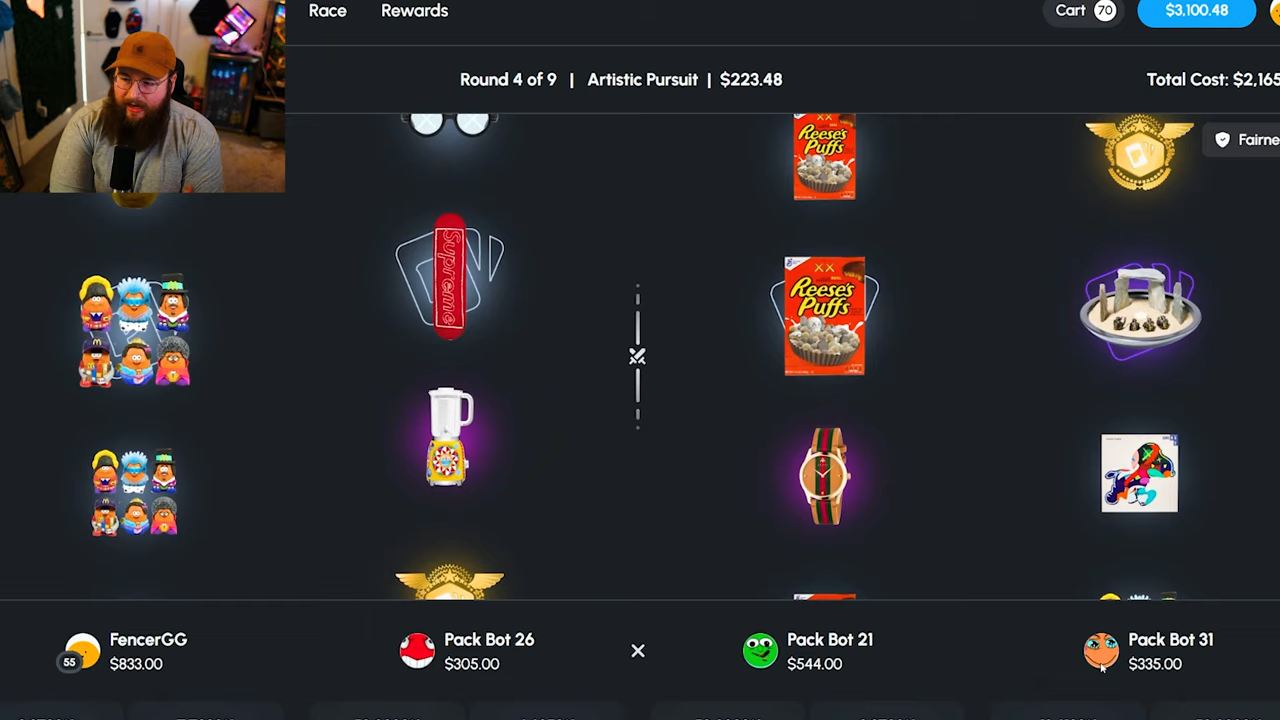 Race Rewards Cart 70 $3,100.48
Round 4 of 9 | Artistic Pursuit | $223.48 Total Cost: $2,165
Fairne
REESE'S PUFFS
Supreme
REESE'S PUFFS
FencerGG
55
$833.00
Pack Bot 26
$305.00
Pack Bot 21
$544.00
Pack Bot 31
$335.00